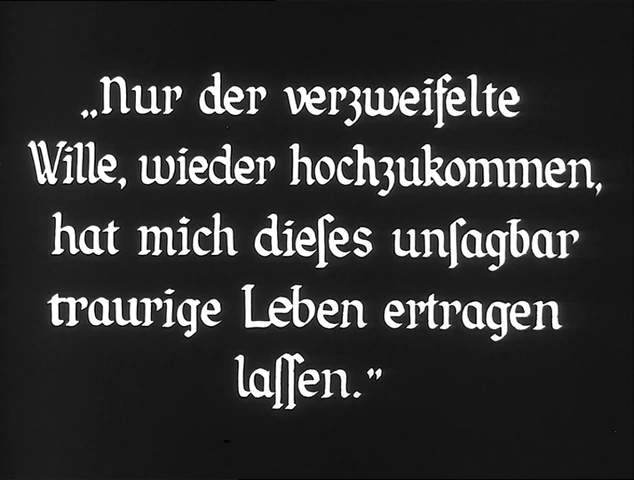 „Nur der verzweifelte
Wille, wieder hochzukommen,
hat mich dieſes unſagbar
traurige Leben ertragen
laſſen.”